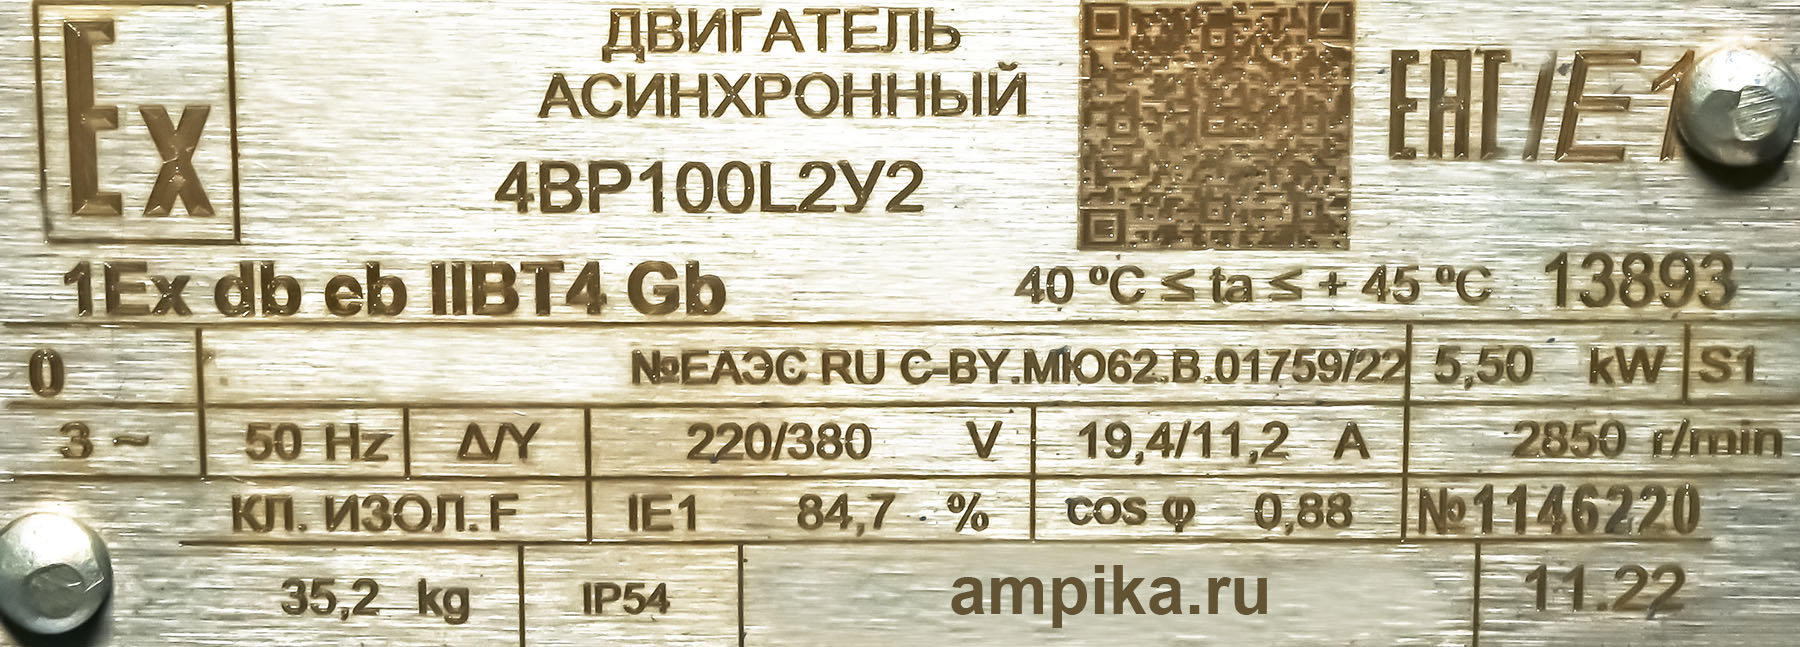 Ex
ДВИГАТЕЛЬ
АСИНХРОННЫЙ
4ВР100L2У2
EAC IE1
1Ex db eb IIBT4 Gb 40 ºC ≤ ta ≤ + 45 ºC 13893
0 №ЕАЭС RU C-BY.МЮ62.В.01759/22 5,50 kW S1
3 ~ 50 Hz Δ/Y 220/380 V 19,4/11,2 A 2850 r/min
КЛ. ИЗОЛ. F IE1 84,7 % cos φ 0,88 №1146220
35,2 kg IP54 ampika.ru 11.22